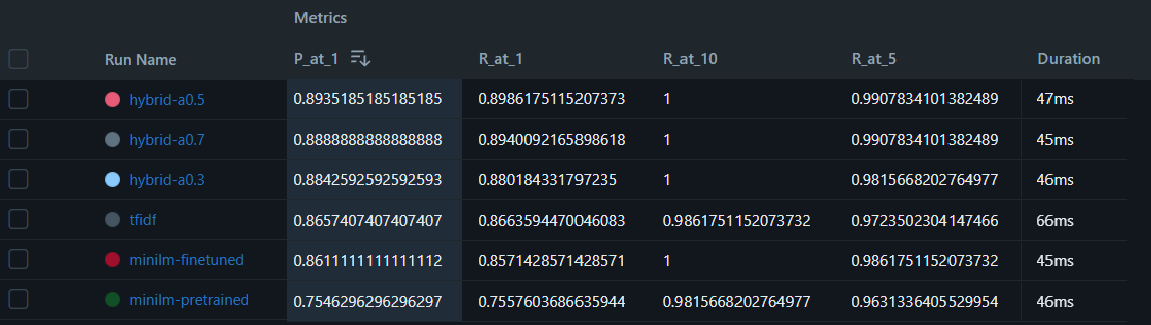 Metrics
Run Name P_at_1 R_at_1 R_at_10 R_at_5 Duration
hybrid-a0.5 0.8935185185185185 0.8986175115207373 1 0.9907834101382489 47ms
hybrid-a0.7 0.8888888888888888 0.8940092165898618 1 0.9907834101382489 45ms
hybrid-a0.3 0.8842592592592593 0.880184331797235 1 0.9815668202764977 46ms
tfidf 0.8657407407407407 0.8663594470046083 0.9861751152073732 0.9723502304147466 66ms
minilm-finetuned 0.8611111111111112 0.8571428571428571 1 0.9861751152073732 45ms
minilm-pretrained 0.7546296296296297 0.7557603686635944 0.9815668202764977 0.9631336405529954 46ms